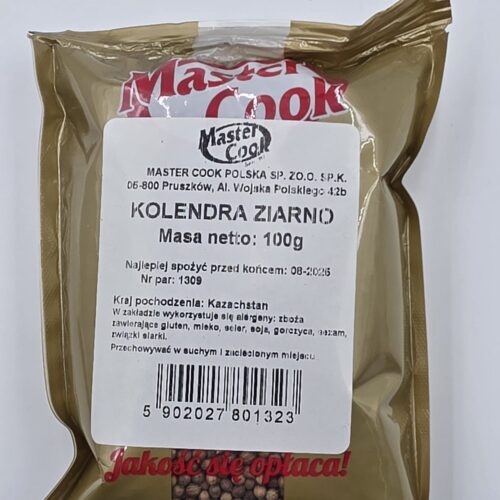 Master
Cook
Master
Cook
MASTER COOK POLSKA SP. ZO.O. SP.K.
05-800 Pruszków, Al. Wojska Polskiego 42b
KOLENDRA ZIARNO
Masa netto: 100g
Najlepiej spożyć przed końcem: 08-2026
Nr par: 1309
Kraj pochodzenia: Kazachstan
W zakładzie wykorzystuje się alergeny: zboża
zawierające gluten, mleko, seler, soja, gorczyca, sezam,
związki siarki.
Przechowywać w suchym i zacienionym miejscu
5 902027 801323
Jakość się opłaca!